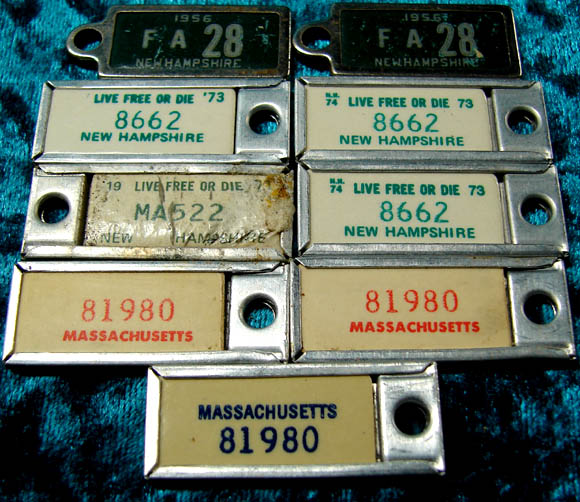 1956
FA 28
NEW HAMPSHIRE
1956
FA 28
NEW HAMPSHIRE
LIVE FREE OR DIE '73
8662
NEW HAMPSHIRE
N.H. 74 LIVE FREE OR DIE 73
8662
NEW HAMPSHIRE
19 LIVE FREE OR DIE 7
MA522
NEW HAMPSHIRE
N.H. 74 LIVE FREE OR DIE 73
8662
NEW HAMPSHIRE
81980
MASSACHUSETTS
81980
MASSACHUSETTS
MASSACHUSETTS
81980